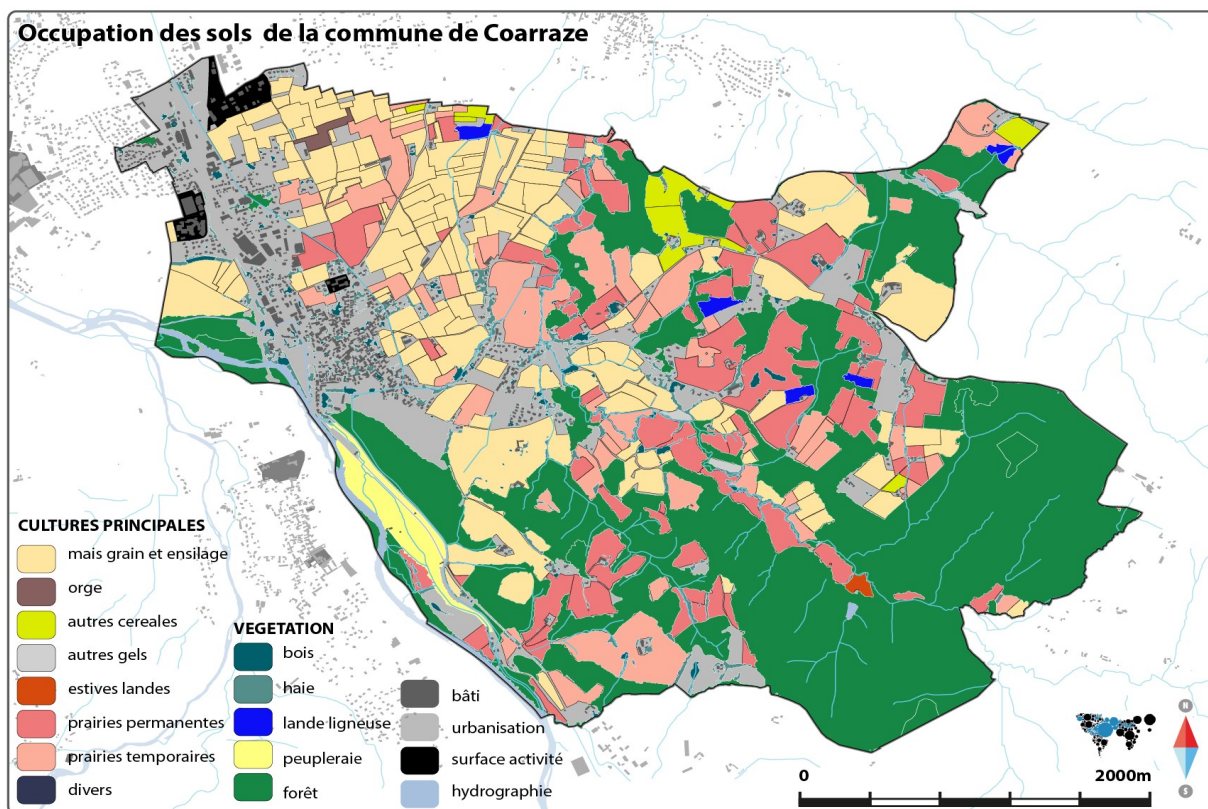 Occupation des sols  de la commune de Coarraze
CULTURES PRINCIPALES
mais grain et ensilage
orge
autres cereales
autres gels
estives landes
prairies permanentes
prairies temporaires
divers
VEGETATION
bois
haie
lande ligneuse
peupleraie
forêt
bâti
urbanisation
surface activité
hydrographie
0
2000m
N
S